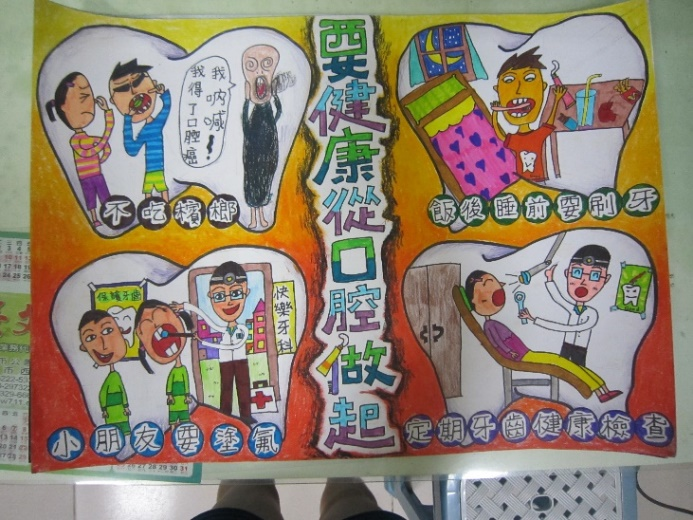 要健康從口腔做起
我吶喊!
我得了口腔癌
不吃檳榔
飯後睡前要刷牙
保護牙齒
快樂牙科
小朋友要塗氟
定期牙齒健康檢查